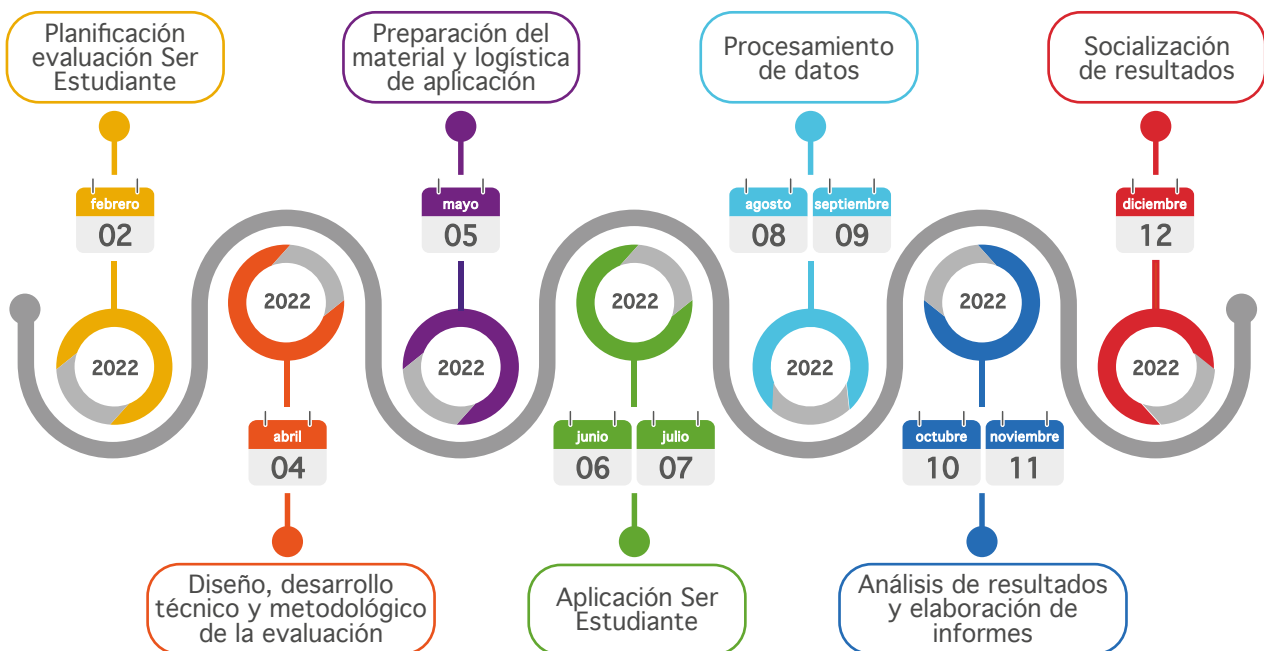 Planificación
evaluación Ser
Estudiante
febrero
02
2022
2022
abril
04
Diseño, desarrollo
técnico y metodológico
de la evaluación
Preparación del
material y logística
de aplicación
mayo
05
2022
2022
junio
06
julio
07
Aplicación Ser
Estudiante
Procesamiento
de datos
agosto
08
septiembre
09
2022
2022
octubre
10
noviembre
11
Análisis de resultados
y elaboración de
informes
Socialización
de resultados
diciembre
12
2022